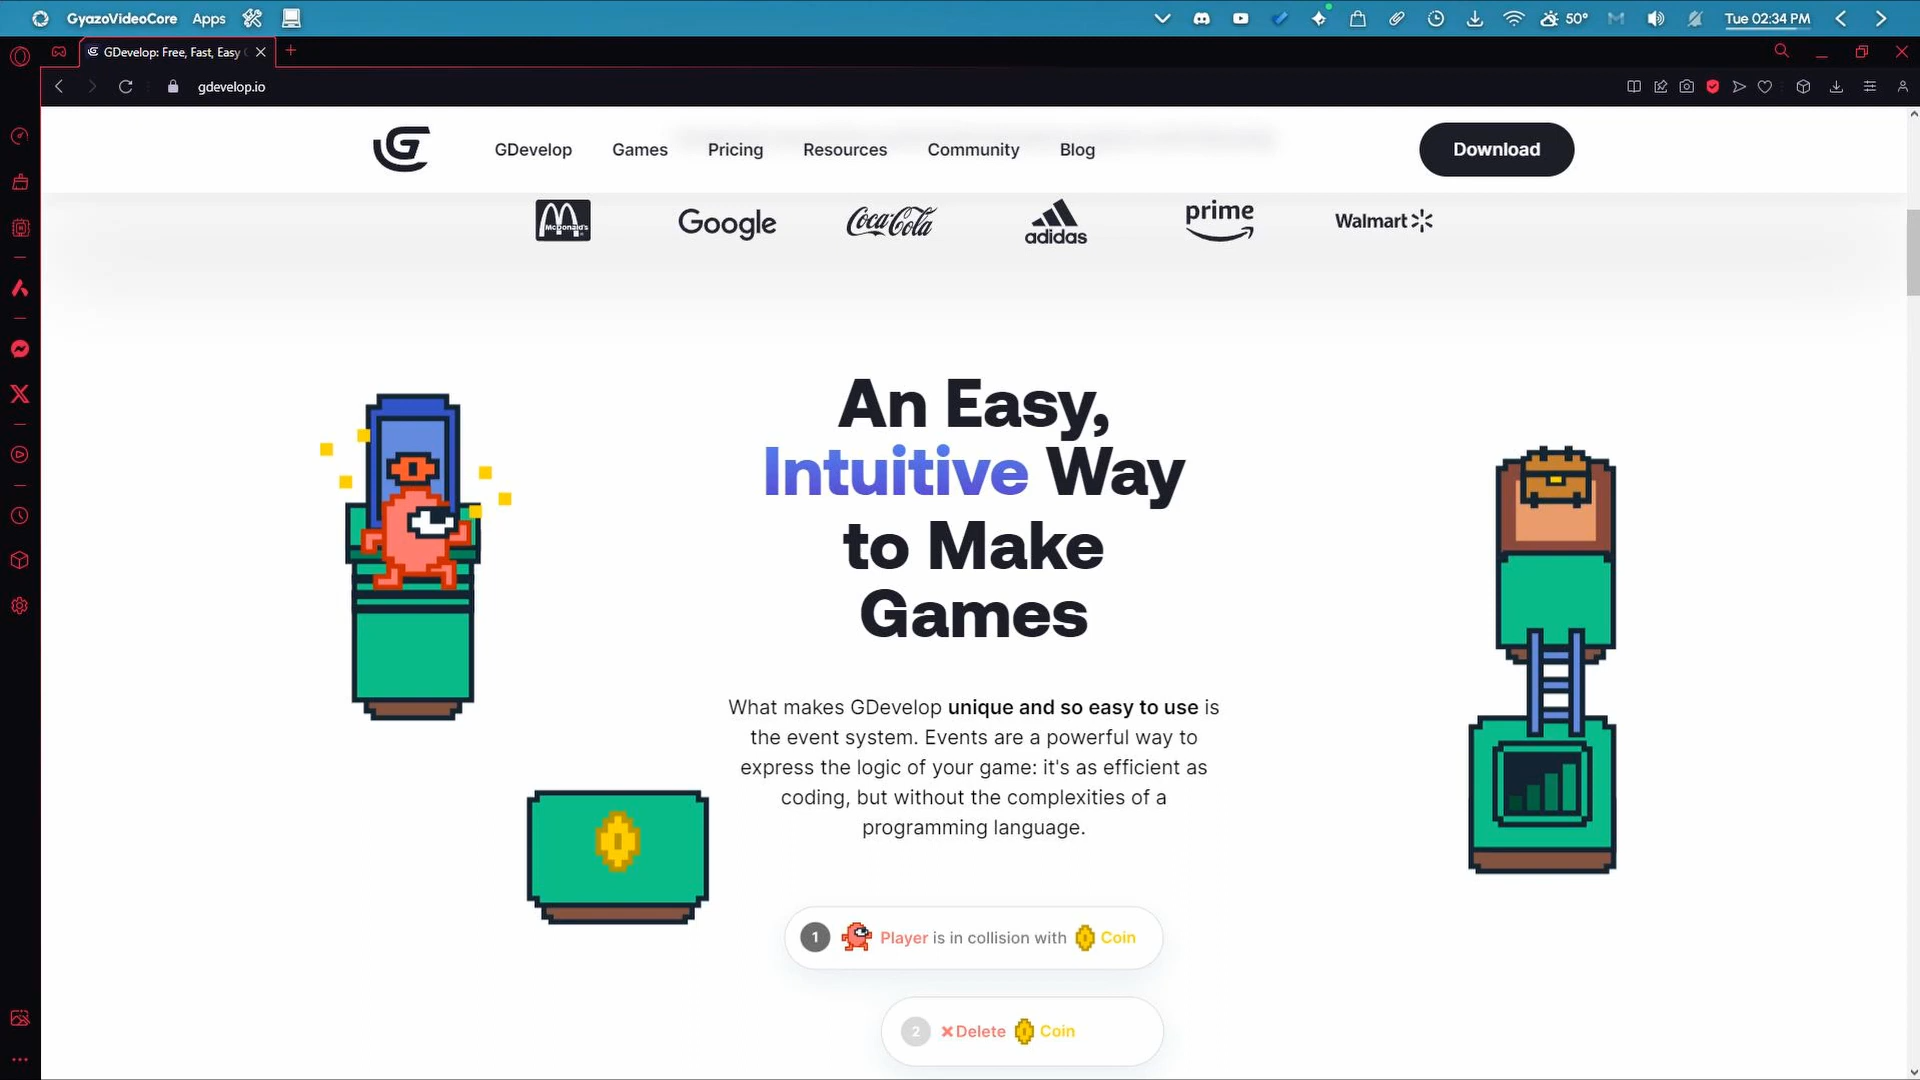 GyazoVideoCore Apps
50° Tue 02:34 PM
GDevelop: Free, Fast, Easy
gdevelop.io
GDevelop Games Pricing Resources Community Blog Download
McDonald's Google Coca-Cola adidas prime Walmart
An Easy,
Intuitive Way
to Make
Games
What makes GDevelop unique and so easy to use is
the event system. Events are a powerful way to
express the logic of your game: it's as efficient as
coding, but without the complexities of a
programming language.
1 Player is in collision with Coin
2 Delete Coin